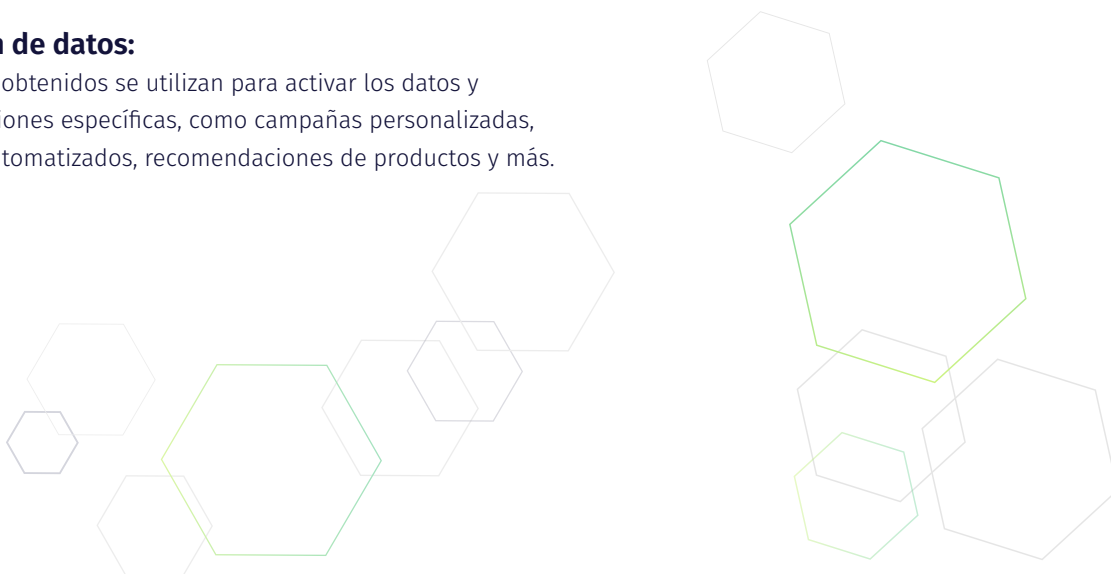 n de datos:
obtenidos se utilizan para activar los datos y
iones específicas, como campañas personalizadas,
tomatizados, recomendaciones de productos y más.